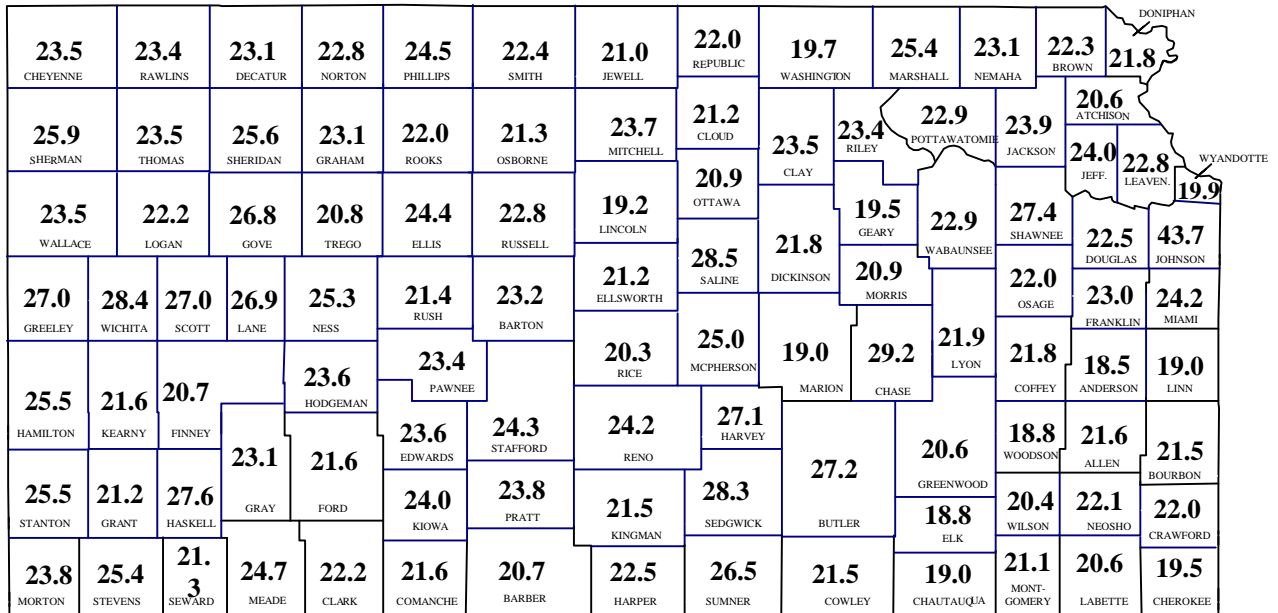 DONIPHAN
23.5
CHEYENNE
23.4
RAWLINS
23.1
DECATUR
22.8
NORTON
24.5
PHILLIPS
22.4
SMITH
21.0
JEWELL
22.0
REPUBLIC
19.7
WASHINGTON
25.4
MARSHALL
23.1
NEMAHA
22.3
BROWN
21.8
25.9
SHERMAN
23.5
THOMAS
25.6
SHERIDAN
23.1
GRAHAM
22.0
ROOKS
21.3
OSBORNE
23.7
MITCHELL
21.2
CLOUD
23.5
CLAY
23.4
RILEY
22.9
POTTAWATOMIE
23.9
JACKSON
20.6
ATCHISON
24.0
JEFF.
22.8
LEAVEN.
WYANDOTTE
19.9
23.5
WALLACE
22.2
LOGAN
26.8
GOVE
20.8
TREGO
24.4
ELLIS
22.8
RUSSELL
19.2
LINCOLN
20.9
OTTAWA
28.5
SALINE
21.8
DICKINSON
19.5
GEARY
22.9
WABAUNSEE
27.4
SHAWNEE
22.5
DOUGLAS
43.7
JOHNSON
27.0
GREELEY
28.4
WICHITA
27.0
SCOTT
26.9
LANE
25.3
NESS
21.4
RUSH
23.2
BARTON
21.2
ELLSWORTH
20.9
MORRIS
22.0
OSAGE
23.0
FRANKLIN
24.2
MIAMI
25.5
HAMILTON
21.6
KEARNY
20.7
FINNEY
23.6
HODGEMAN
23.4
PAWNEE
20.3
RICE
25.0
MCPHERSON
19.0
MARION
29.2
CHASE
21.9
LYON
21.8
COFFEY
18.5
ANDERSON
19.0
LINN
23.1
GRAY
21.6
FORD
23.6
EDWARDS
24.3
STAFFORD
24.2
RENO
27.1
HARVEY
27.2
BUTLER
20.6
GREENWOOD
18.8
WOODSON
21.6
ALLEN
21.5
BOURBON
25.5
STANTON
21.2
GRANT
27.6
HASKELL
24.0
KIOWA
23.8
PRATT
21.5
KINGMAN
28.3
SEDGWICK
18.8
ELK
20.4
WILSON
22.1
NEOSHO
22.0
CRAWFORD
23.8
MORTON
25.4
STEVENS
21.
3
SEWARD
24.7
MEADE
22.2
CLARK
21.6
COMANCHE
20.7
BARBER
22.5
HARPER
26.5
SUMNER
21.5
COWLEY
19.0
CHAUTAUQUA
21.1
MONT-
GOMERY
20.6
LABETTE
19.5
CHEROKEE